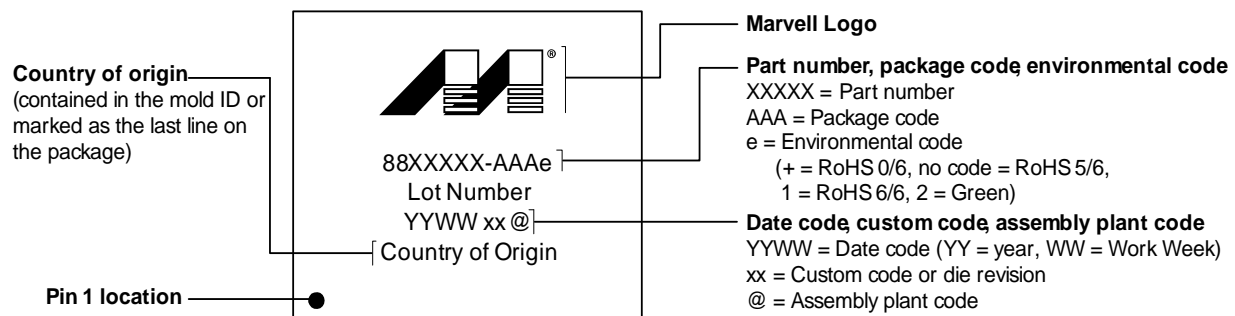 Marvell Logo
Country of origin
(contained in the mold ID or
marked as the last line on
the package)
Part number, package code, environmental code
XXXXX = Part number
AAA = Package code
e = Environmental code
(+ = RoHS 0/6, no code = RoHS 5/6,
1 = RoHS 6/6, 2 = Green)
®
88XXXXX-AAAe
Lot Number
YYWW xx @
Country of Origin
Date code, custom code, assembly plant code
YYWW = Date code (YY = year, WW = Work Week)
xx = Custom code or die revision
@ = Assembly plant code
Pin 1 location